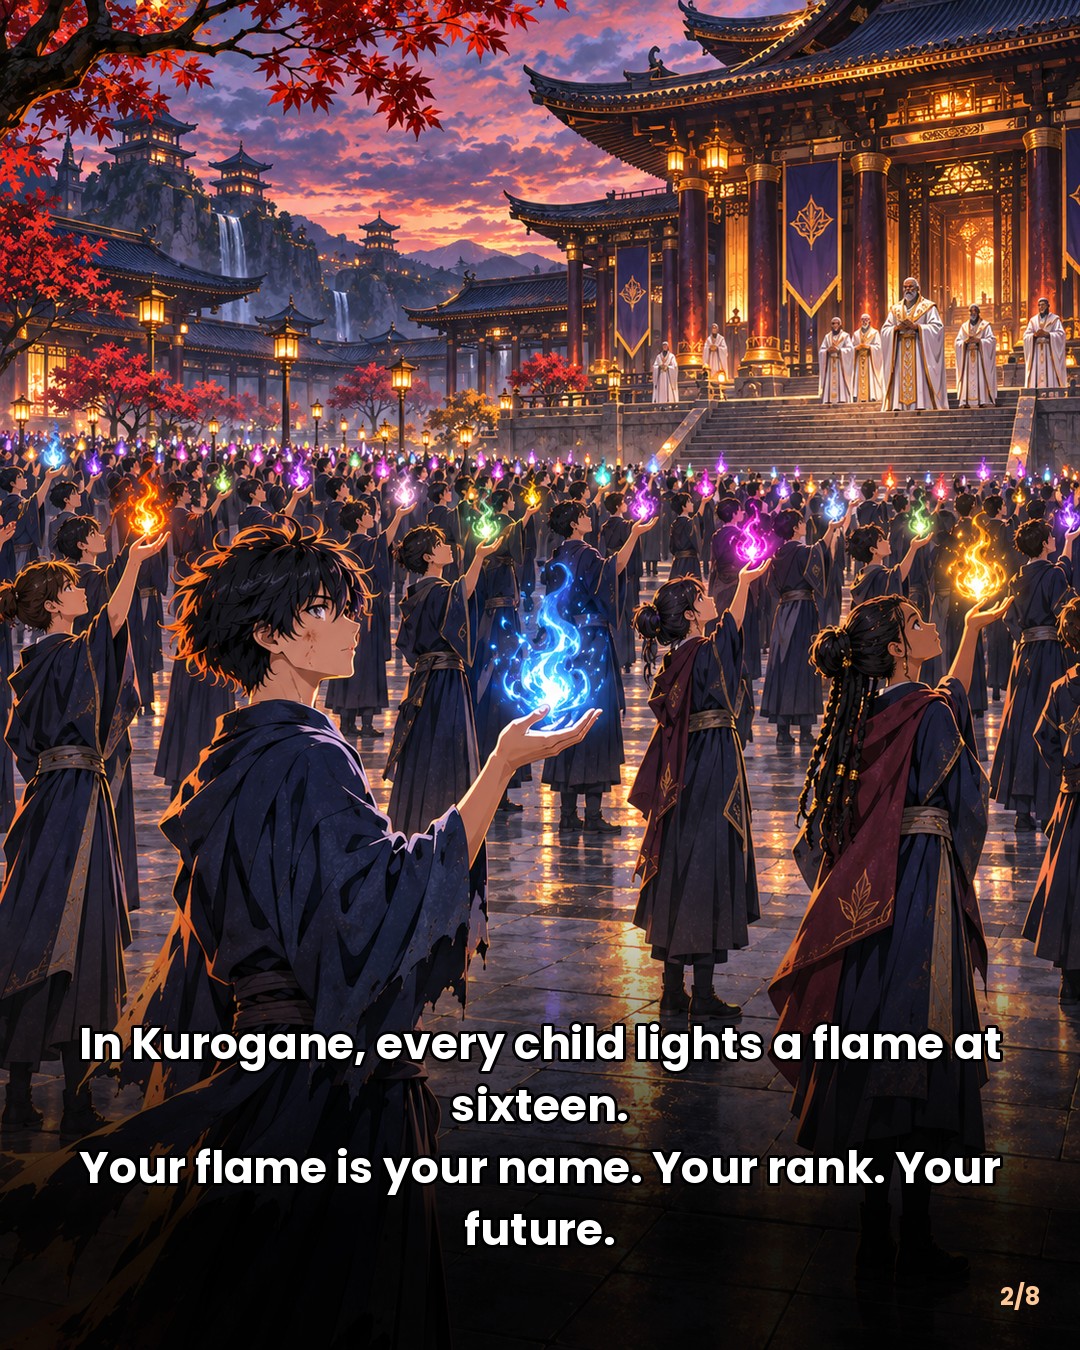 In Kurogane, every child lights a flame at
sixteen.
Your flame is your name. Your rank. Your
future.
2/8